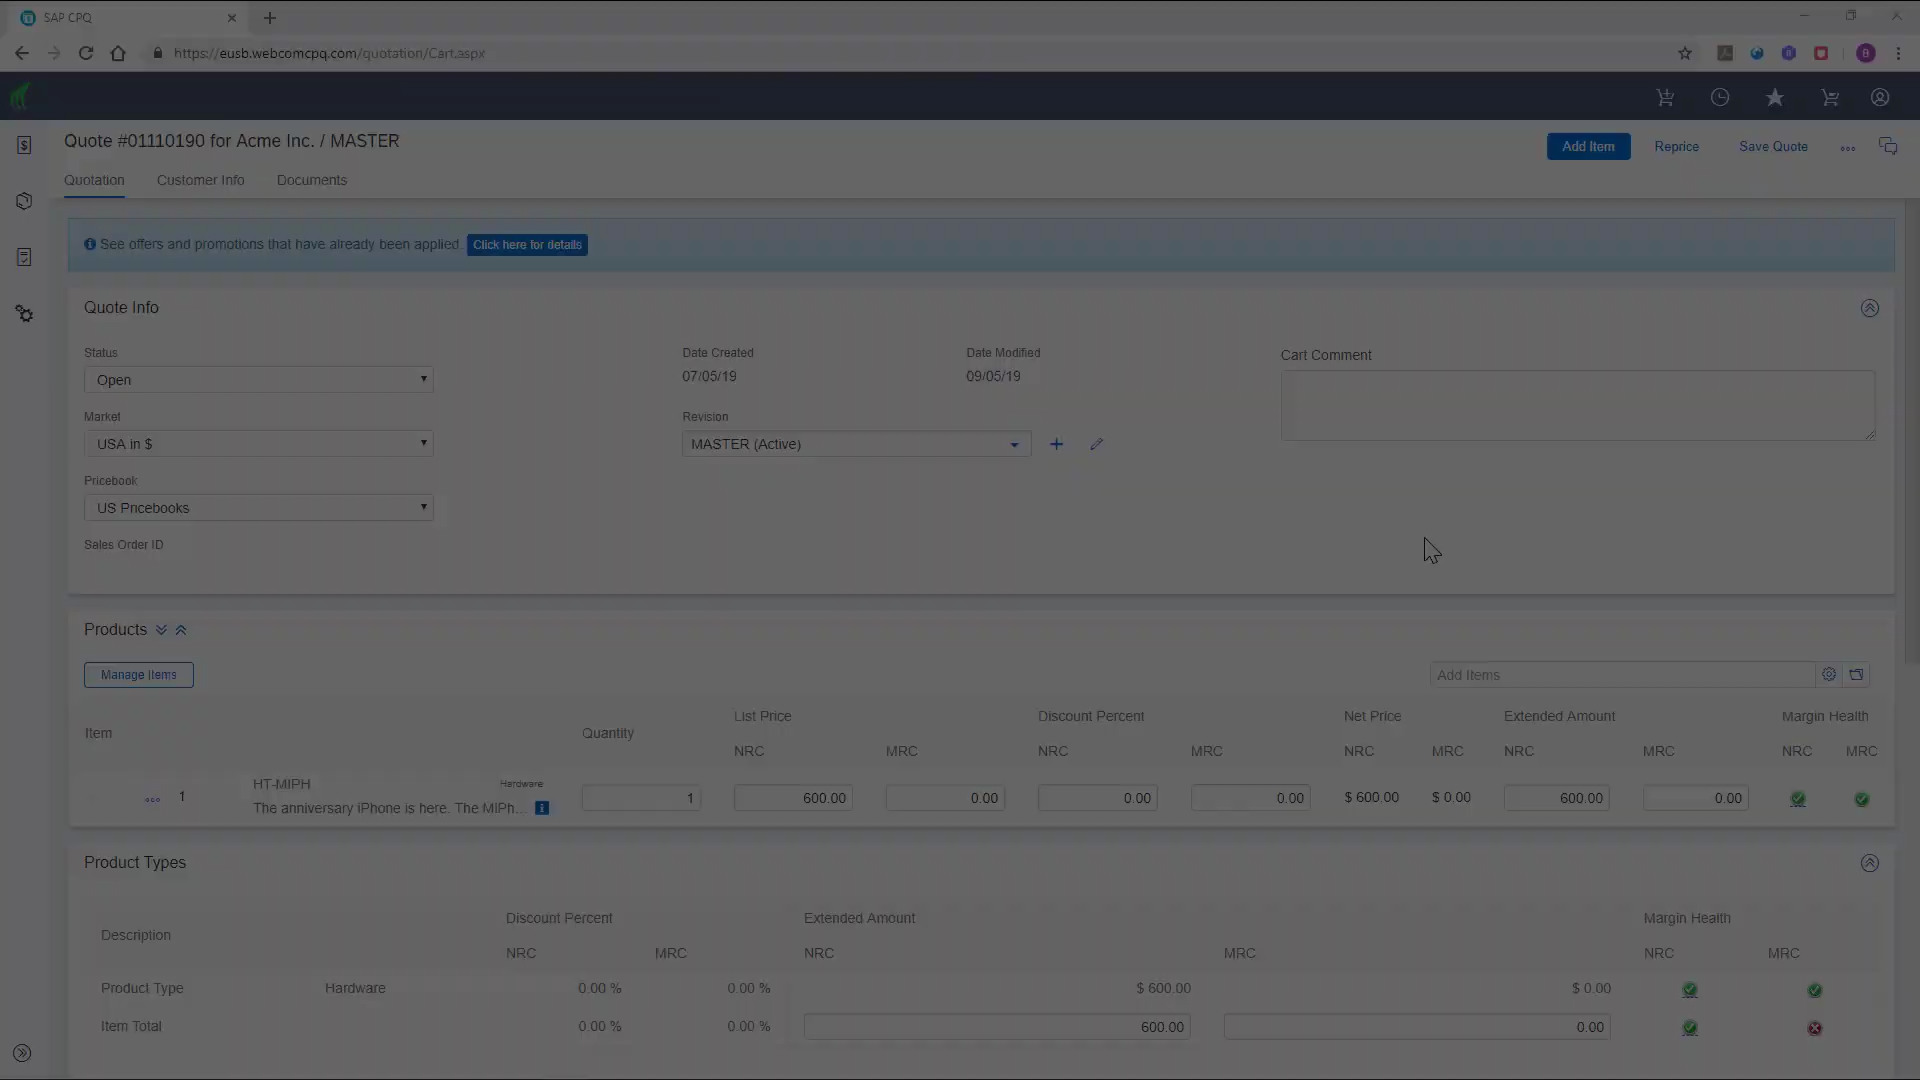 SAP CPQ
https://eusb.webcomcpq.com/quotation/Cart.aspx
Quote #01110190 for Acme Inc. / MASTER
Add Item
Reprice
Save Quote
Quotation
Customer Info
Documents
See offers and promotions that have already been applied. Click here for details
Quote Info
Status
Date Created
Date Modified
Cart Comment
Open
07/05/19
09/05/19
Market
Revision
USA in $
MASTER (Active)
Pricebook
US Pricebooks
Sales Order ID
Products
Manage Items
Add Items
Item
Quantity
List Price
Discount Percent
Net Price
Extended Amount
Margin Health
NRC MRC NRC MRC NRC MRC NRC MRC NRC MRC
1
HT-MIPH
Hardware
The anniversary iPhone is here. The MIPh...
1 600.00 0.00 0.00 0.00 $ 600.00 $ 0.00 600.00 0.00
Product Types
Description
Discount Percent
Extended Amount
Margin Health
NRC MRC NRC MRC NRC MRC
Product Type Hardware 0.00 % 0.00 % $ 600.00 $ 0.00
Item Total 0.00 % 0.00 % 600.00 0.00